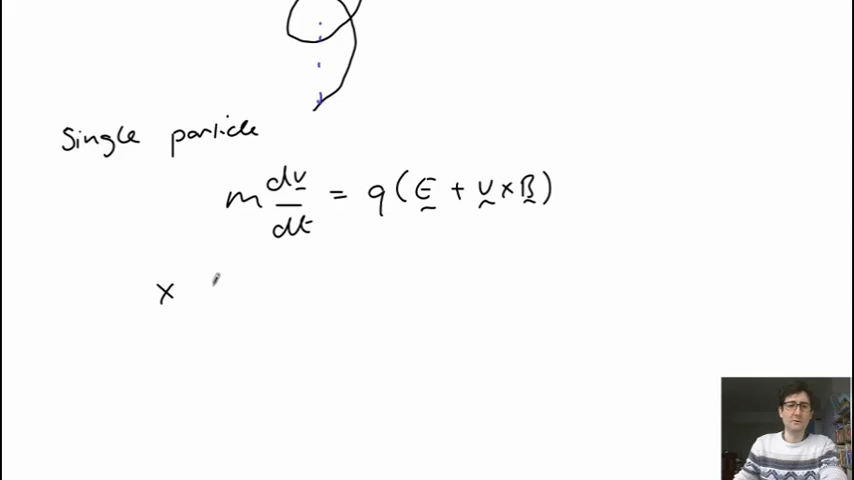 Single particle
m dv/dt = q(E + v×B)
×